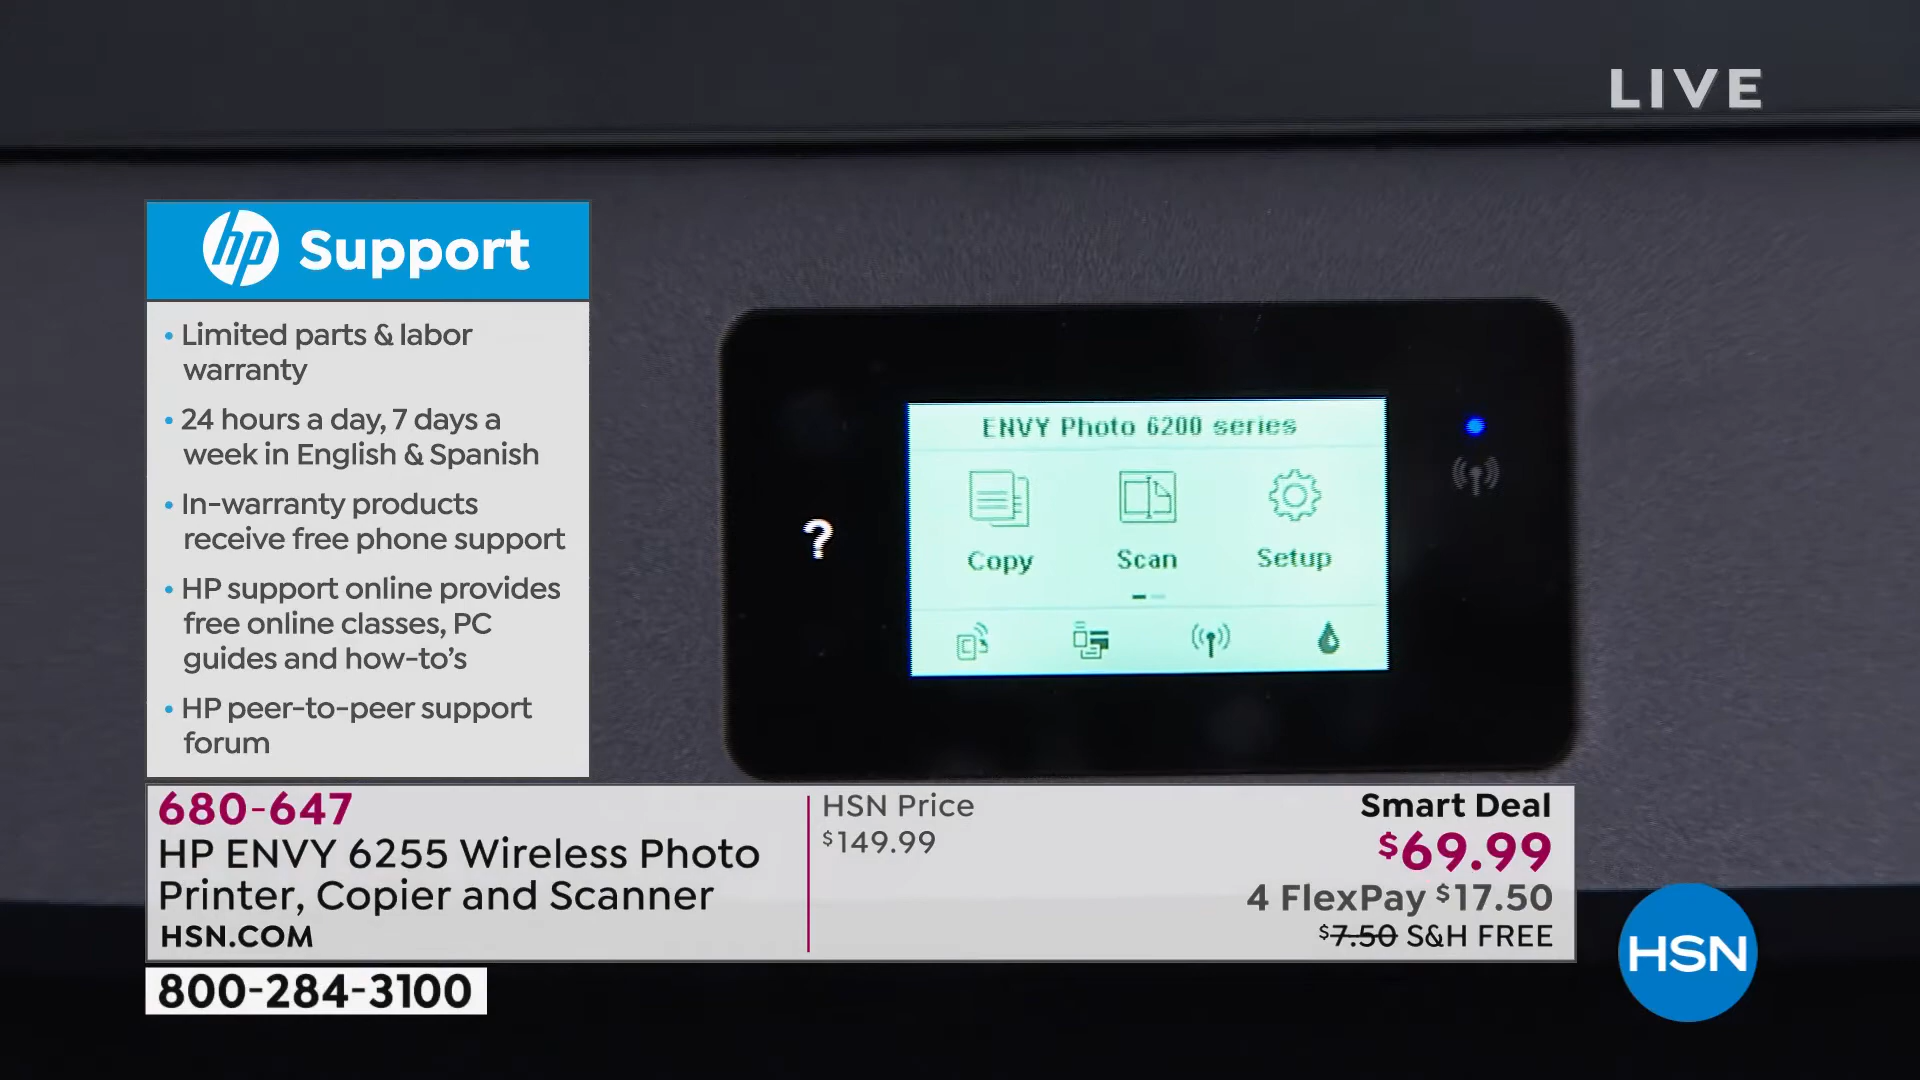 LIVE
hp Support
• Limited parts & labor
warranty
• 24 hours a day, 7 days a
week in English & Spanish
• In-warranty products
receive free phone support
• HP support online provides
free online classes, PC
guides and how-to's
• HP peer-to-peer support
forum
ENVY Photo 6200 series
Copy Scan Setup
?
680-647
HP ENVY 6255 Wireless Photo
Printer, Copier and Scanner
HSN.COM
800-284-3100
HSN Price
$149.99
Smart Deal
$69.99
4 FlexPay $17.50
$7.50 S&H FREE
HSN